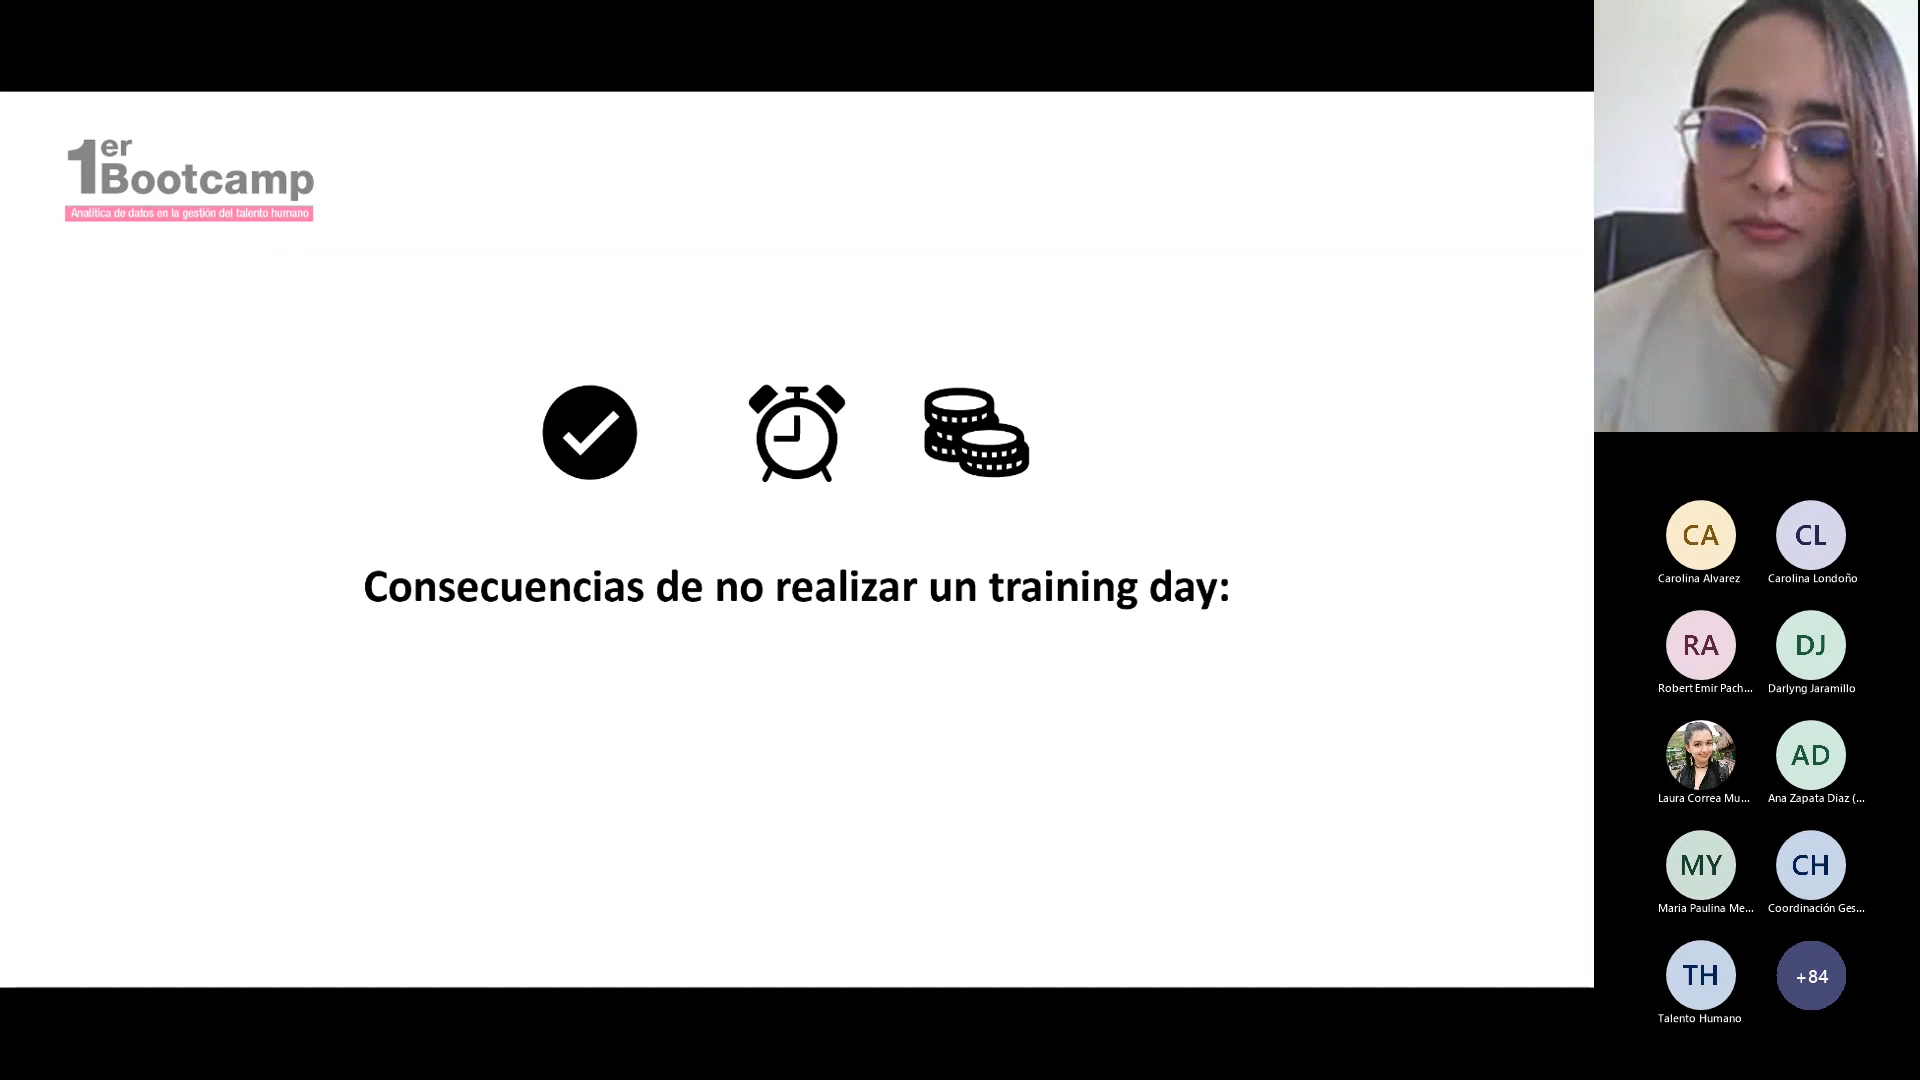 1er
Bootcamp
Analítica de datos en la gestión del talento humano
Consecuencias de no realizar un training day:
CA
CL
Carolina Alvarez
Carolina Londoño
RA
DJ
Robert Emir Pach...
Darlyng Jaramillo
AD
Laura Correa Mu...
Ana Zapata Diaz (...
MY
CH
Maria Paulina Me...
Coordinación Ges...
TH
+84
Talento Humano